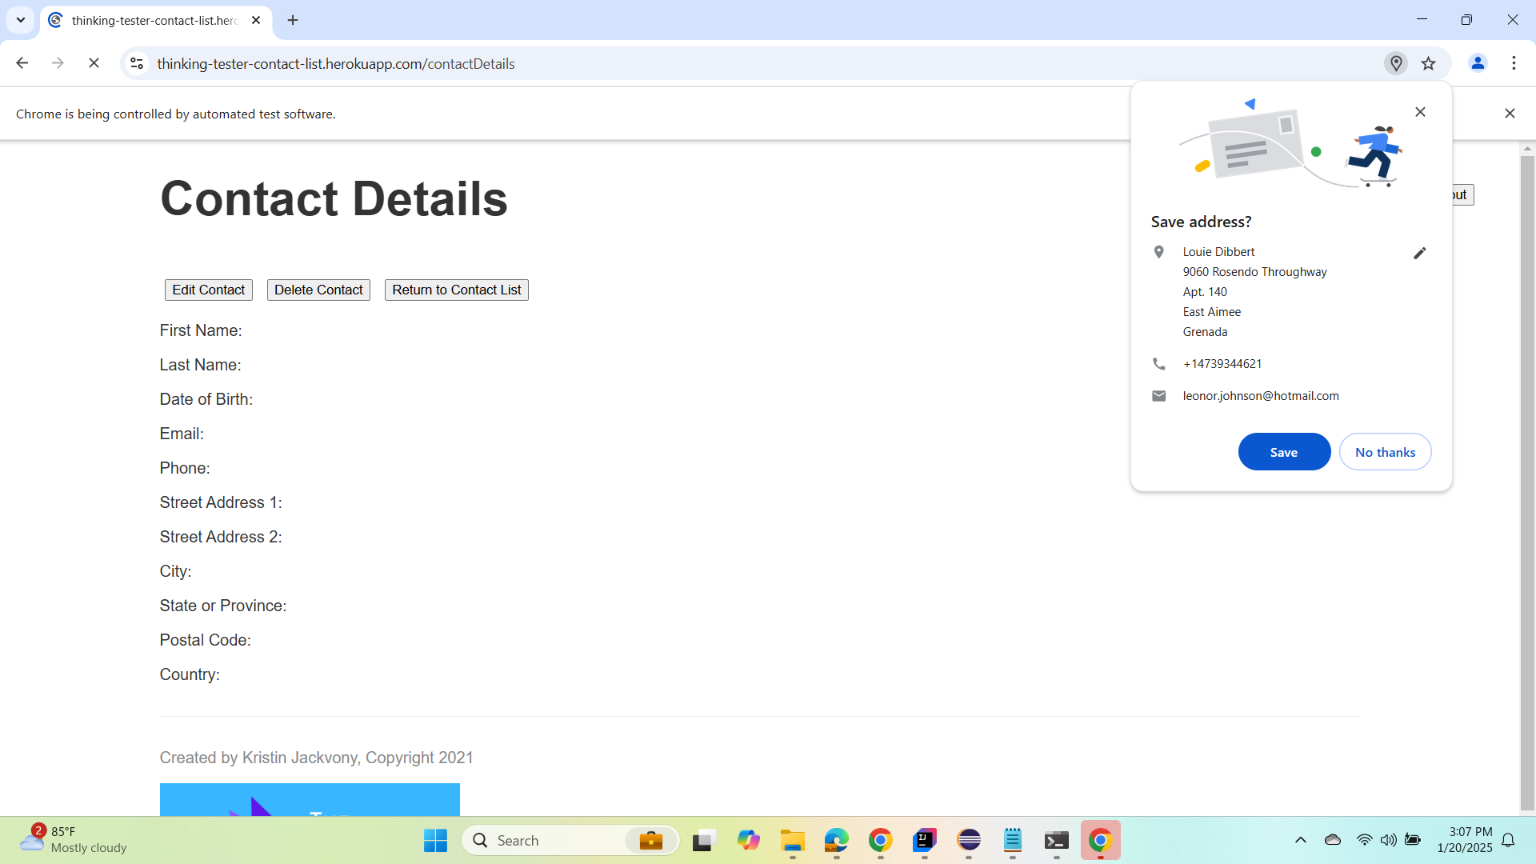 thinking-tester-contact-list.herc
thinking-tester-contact-list.herokuapp.com/contactDetails
Chrome is being controlled by automated test software.
Contact Details
out
Edit Contact
Delete Contact
Return to Contact List
First Name:
Last Name:
Date of Birth:
Email:
Phone:
Street Address 1:
Street Address 2:
City:
State or Province:
Postal Code:
Country:
Created by Kristin Jackvony, Copyright 2021
Save address?
Louie Dibbert
9060 Rosendo Throughway
Apt. 140
East Aimee
Grenada
+14739344621
leonor.johnson@hotmail.com
Save
No thanks
2
85°F
Mostly cloudy
Search
3:07 PM
1/20/2025